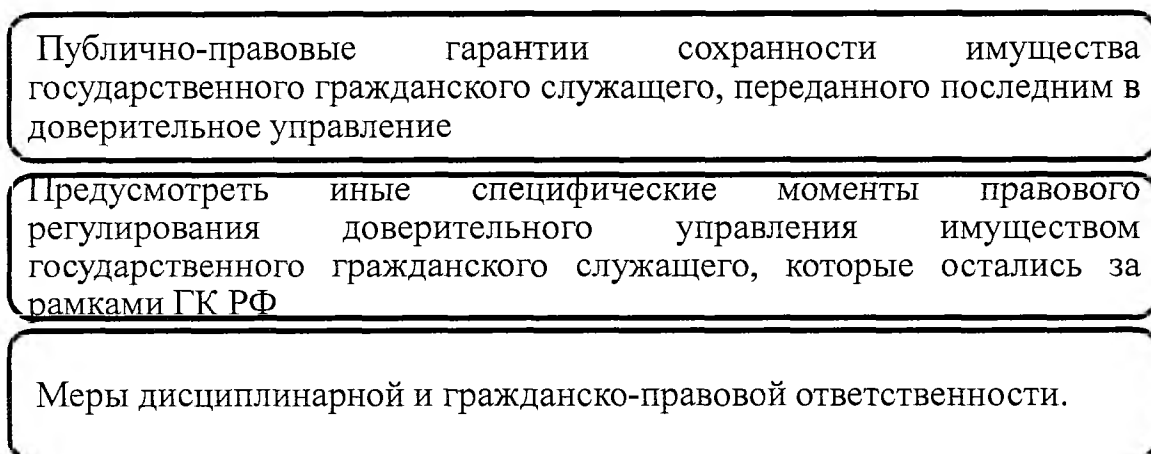 Публично-правовые гарантии сохранности имущества
государственного гражданского служащего, переданного последним в
доверительное управление
Предусмотреть иные специфические моменты правового
регулирования доверительного управления имуществом
государственного гражданского служащего, которые остались за
рамками ГК РФ
Меры дисциплинарной и гражданско-правовой ответственности.